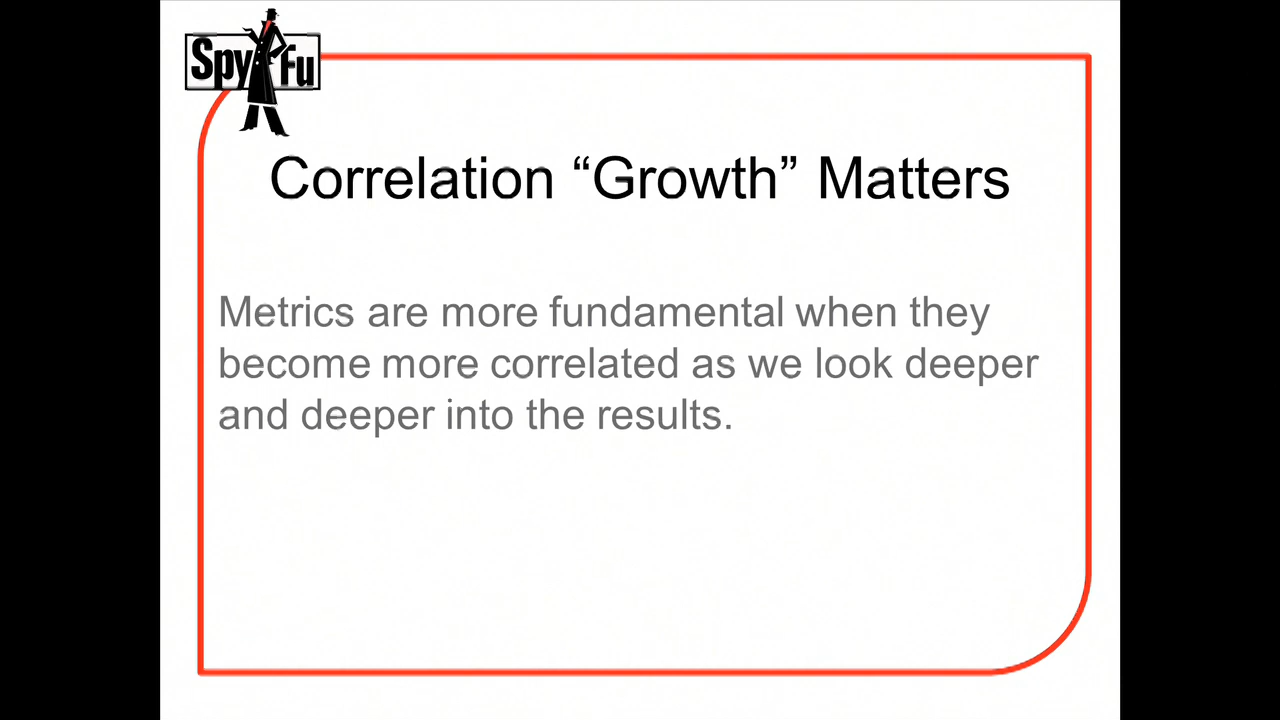 SpyFu
Correlation “Growth” Matters
Metrics are more fundamental when they
become more correlated as we look deeper
and deeper into the results.